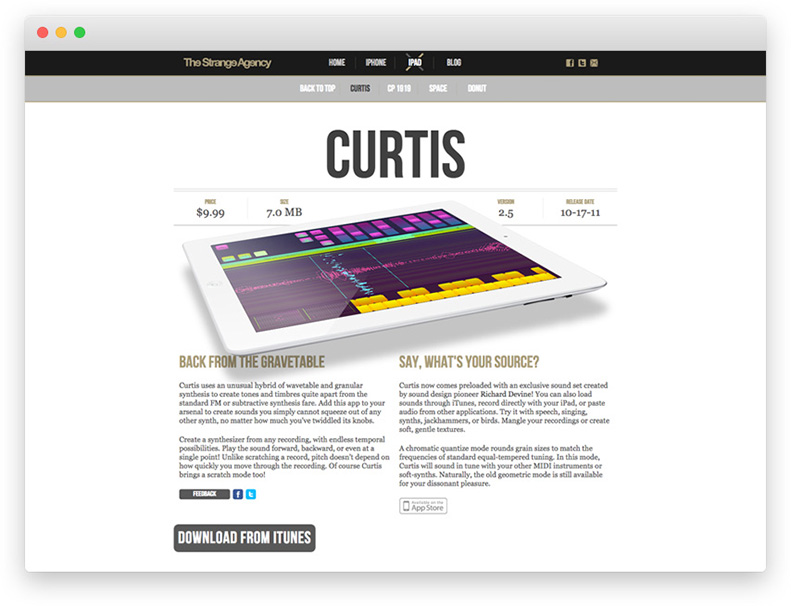 The Strange Agency
HOME IPHONE IPAD BLOG
BACK TO TOP CURTIS CP 1919 SPACE DONUT
CURTIS
PRICE SIZE VERSION RELEASE DATE
$9.99 7.0 MB 2.5 10-17-11
BACK FROM THE GRAVETABLE
Curtis uses an unusual hybrid of wavetable and granular
synthesis to create tones and timbres quite apart from the
standard FM or subtractive synthesis fare. Add this app to your
arsenal to create sounds you simply cannot squeeze out of any
other synth, no matter how much you've twiddled its knobs.
Create a synthesizer from any recording, with endless temporal
possibilities. Play the sound forward, backward, or even at a
single point! Unlike scratching a record, pitch doesn't depend on
how quickly you move through the recording. Of course Curtis
brings a scratch mode too!
FEEDBACK
SAY, WHAT'S YOUR SOURCE?
Curtis now comes preloaded with an exclusive sound set created
by sound design pioneer Richard Devine! You can also load
sounds through iTunes, record directly with your iPad, or paste
audio from other applications. Try it with speech, singing,
synths, jackhammers, or birds. Mangle your recordings or create
soft, gentle textures.
A chromatic quantize mode rounds grain sizes to match the
frequencies of standard equal-tempered tuning. In this mode,
Curtis will sound in tune with your other MIDI instruments or
soft-synths. Naturally, the old geometric mode is still available
for your dissonant pleasure.
Available on the
App Store
DOWNLOAD FROM ITUNES